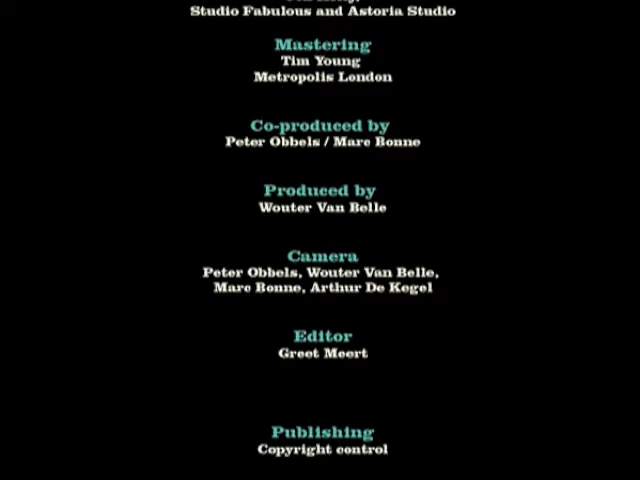 Studio Fabulous and Astoria Studio
Mastering
Tim Young
Metropolis London
Co-produced by
Peter Obbels / Marc Bonne
Produced by
Wouter Van Belle
Camera
Peter Obbels, Wouter Van Belle,
Marc Bonne, Arthur De Kegel
Editor
Greet Meert
Publishing
Copyright control